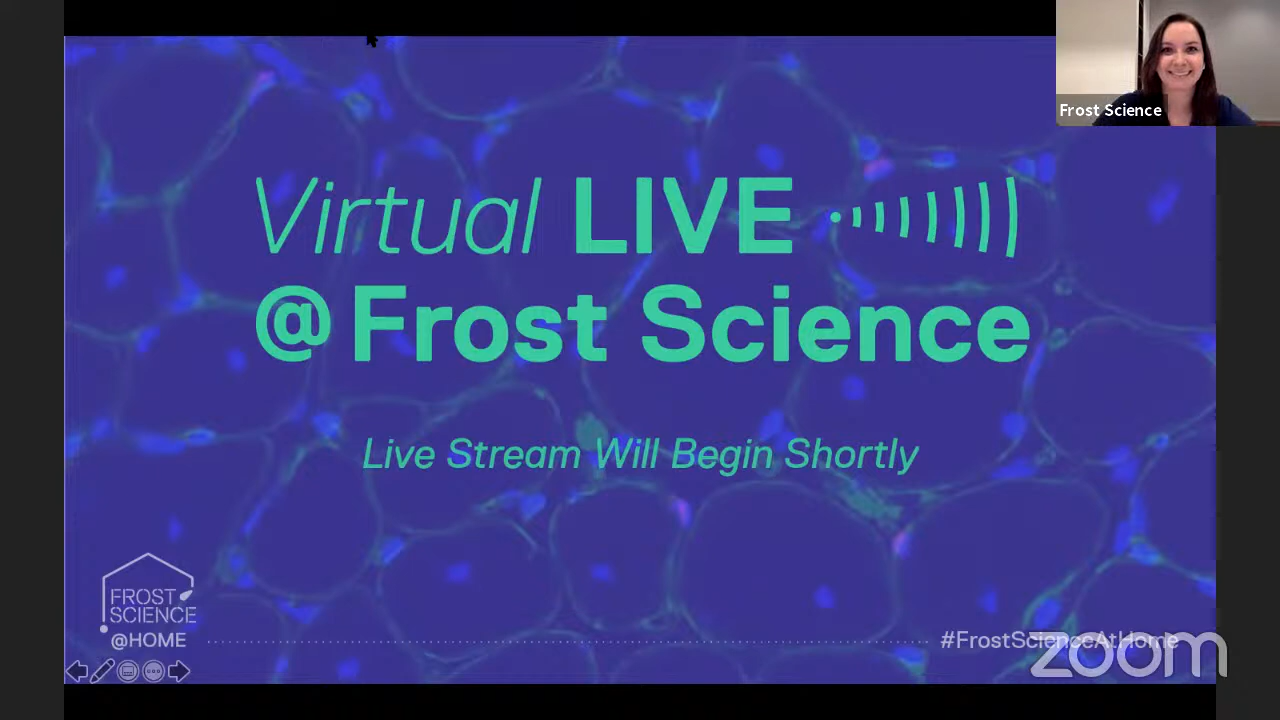 Frost Science
Virtual LIVE
@ Frost Science
Live Stream Will Begin Shortly
FROST
SCIENCE
@HOME
#FrostScienceAtHome
zoom